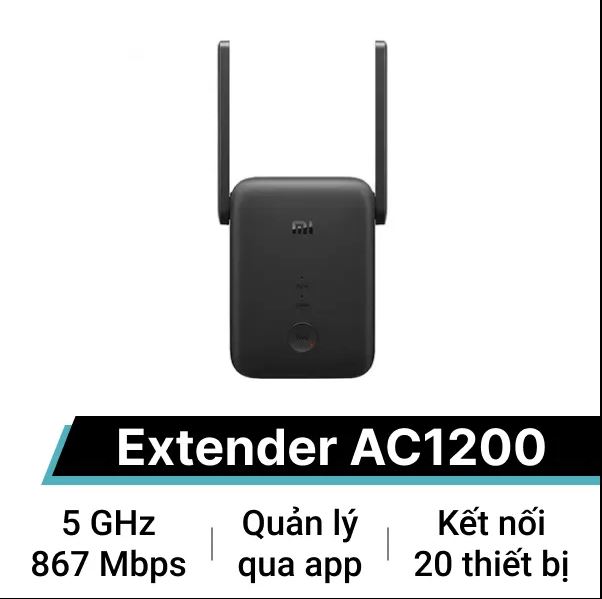 mi
Extender AC1200
5 GHz
867 Mbps
Quản lý
qua app
Kết nối
20 thiết bị